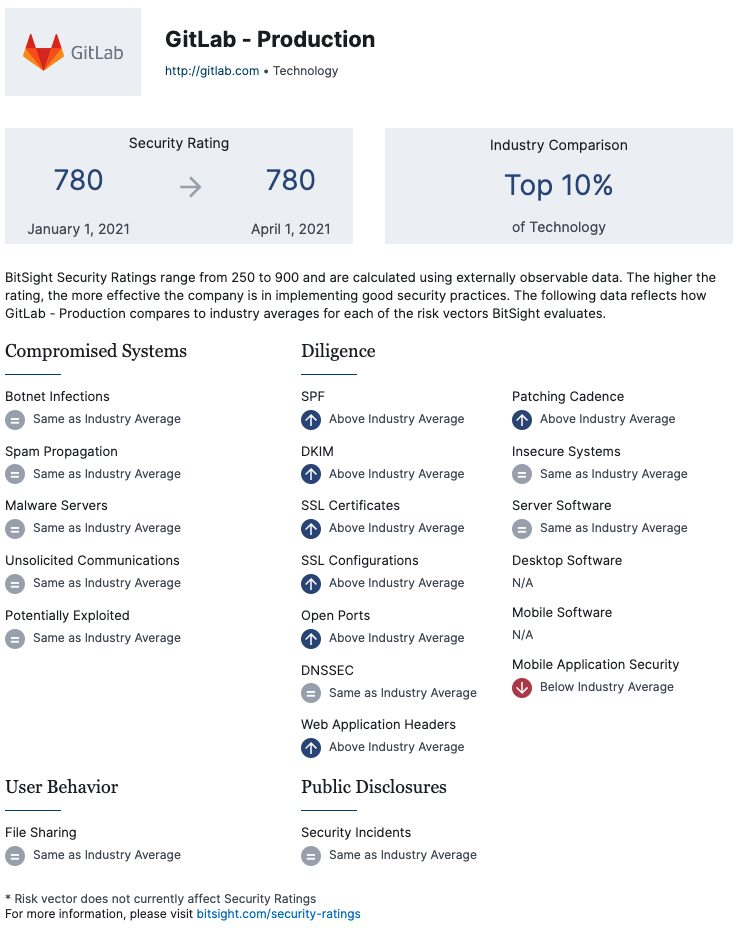 GitLab
GitLab - Production
http://gitlab.com • Technology
Security Rating
780
780
January 1, 2021
April 1, 2021
Industry Comparison
Top 10%
of Technology
BitSight Security Ratings range from 250 to 900 and are calculated using externally observable data. The higher the
rating, the more effective the company is in implementing good security practices. The following data reflects how
GitLab - Production compares to industry averages for each of the risk vectors BitSight evaluates.
Compromised Systems
Botnet Infections
Same as Industry Average
Spam Propagation
Same as Industry Average
Malware Servers
Same as Industry Average
Unsolicited Communications
Same as Industry Average
Potentially Exploited
Same as Industry Average
Diligence
SPF
Above Industry Average
DKIM
Above Industry Average
SSL Certificates
Above Industry Average
SSL Configurations
Above Industry Average
Open Ports
Above Industry Average
DNSSEC
Same as Industry Average
Web Application Headers
Above Industry Average
Patching Cadence
Above Industry Average
Insecure Systems
Same as Industry Average
Server Software
Same as Industry Average
Desktop Software
N/A
Mobile Software
N/A
Mobile Application Security
Below Industry Average
User Behavior
File Sharing
Same as Industry Average
Public Disclosures
Security Incidents
Same as Industry Average
* Risk vector does not currently affect Security Ratings
For more information, please visit bitsight.com/security-ratings